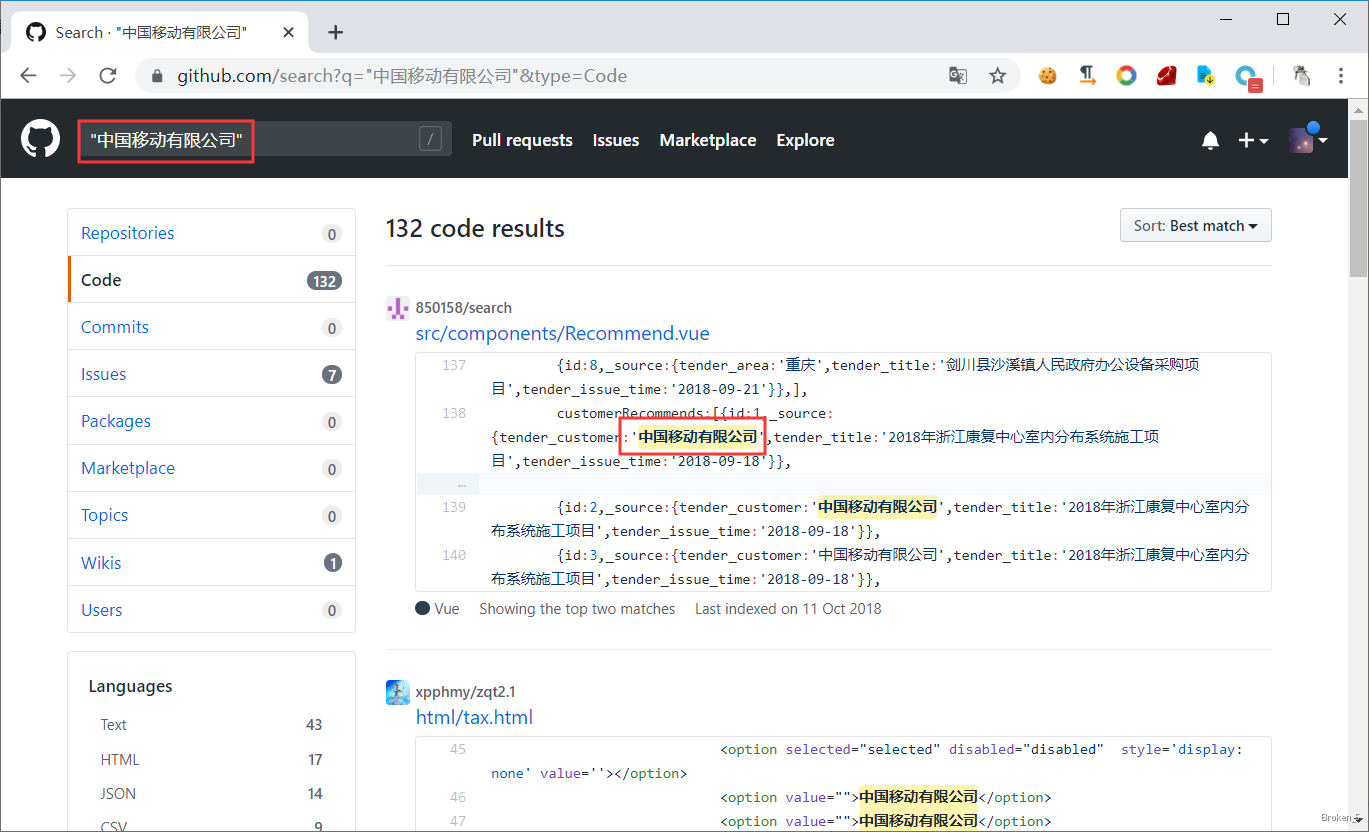 Search · "中国移动有限公司"
github.com/search?q="中国移动有限公司"&type=Code
"中国移动有限公司" / Pull requests Issues Marketplace Explore
Repositories 0
Code 132
Commits 0
Issues 7
Packages 0
Marketplace 0
Topics 0
Wikis 1
Users 0
Languages
Text 43
HTML 17
JSON 14
CSV 9
132 code results
Sort: Best match
850158/search
src/components/Recommend.vue
137 {id:8,_source:{tender_area:'重庆',tender_title:'剑川县沙溪镇人民政府办公设备采购项
目',tender_issue_time:'2018-09-21'}},],
138 customerRecommends:[{id:1,_source:
{tender_customer:'中国移动有限公司',tender_title:'2018年浙江康复中心室内分布系统施工项
目',tender_issue_time:'2018-09-18'}},
...
139 {id:2,_source:{tender_customer:'中国移动有限公司',tender_title:'2018年浙江康复中心室内分
布系统施工项目',tender_issue_time:'2018-09-18'}},
140 {id:3,_source:{tender_customer:'中国移动有限公司',tender_title:'2018年浙江康复中心室内分
布系统施工项目',tender_issue_time:'2018-09-18'}},
Vue Showing the top two matches Last indexed on 11 Oct 2018
xpphmy/zqt2.1
html/tax.html
45 <option selected="selected" disabled="disabled" style='display:
none' value=''></option>
46 <option value="">中国移动有限公司</option>
47 <option value="">中国移动有限公司</option>